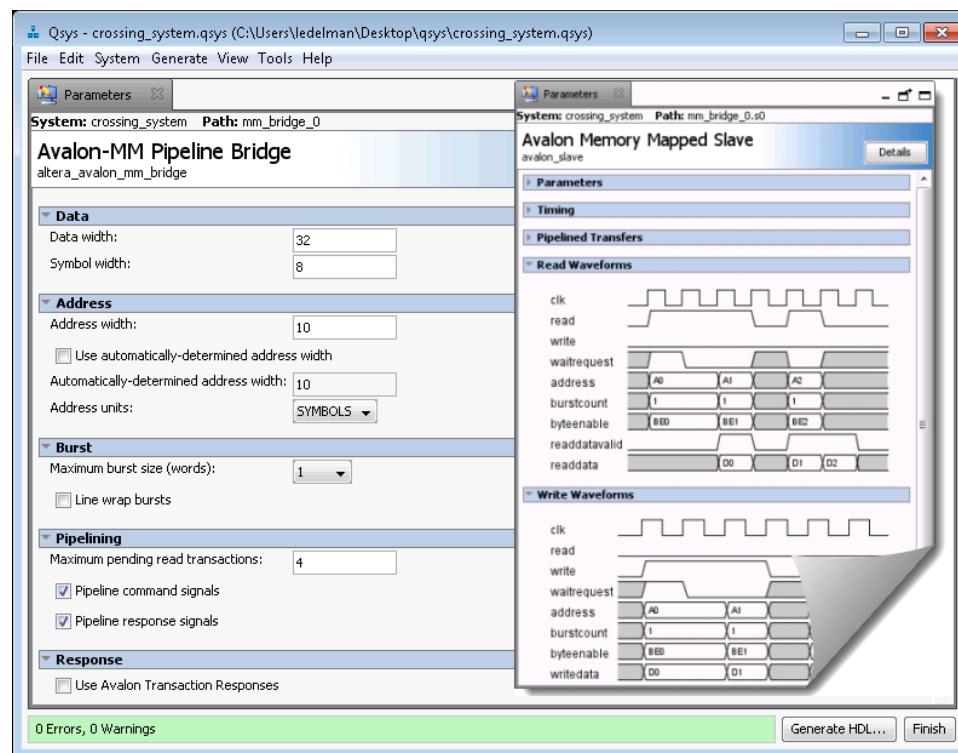 Qsys - crossing_system.qsys (C:\Users\ledelman\Desktop\qsys\crossing_system.qsys)
File Edit System Generate View Tools Help
Parameters
System: crossing_system Path: mm_bridge_0
Avalon-MM Pipeline Bridge
altera_avalon_mm_bridge
Data
Data width: 32
Symbol width: 8
Address
Address width: 10
Use automatically-determined address width
Automatically-determined address width: 10
Address units: SYMBOLS
Burst
Maximum burst size (words): 1
Line wrap bursts
Pipelining
Maximum pending read transactions: 4
Pipeline command signals
Pipeline response signals
Response
Use Avalon Transaction Responses
Parameters
System: crossing_system Path: mm_bridge_0.s0
Avalon Memory Mapped Slave
avalon_slave
Details
Parameters
Timing
Pipelined Transfers
Read Waveforms
clk
read
write
waitrequest
address A0 A1 A2
burstcount 1 1 1
byteenable BE0 BE1 BE2
readdatavalid
readdata D0 D1 D2
Write Waveforms
clk
read
write
waitrequest
address A0 A1
burstcount 1 1
byteenable BE0 BE1
writedata D0 D1
0 Errors, 0 Warnings
Generate HDL... Finish